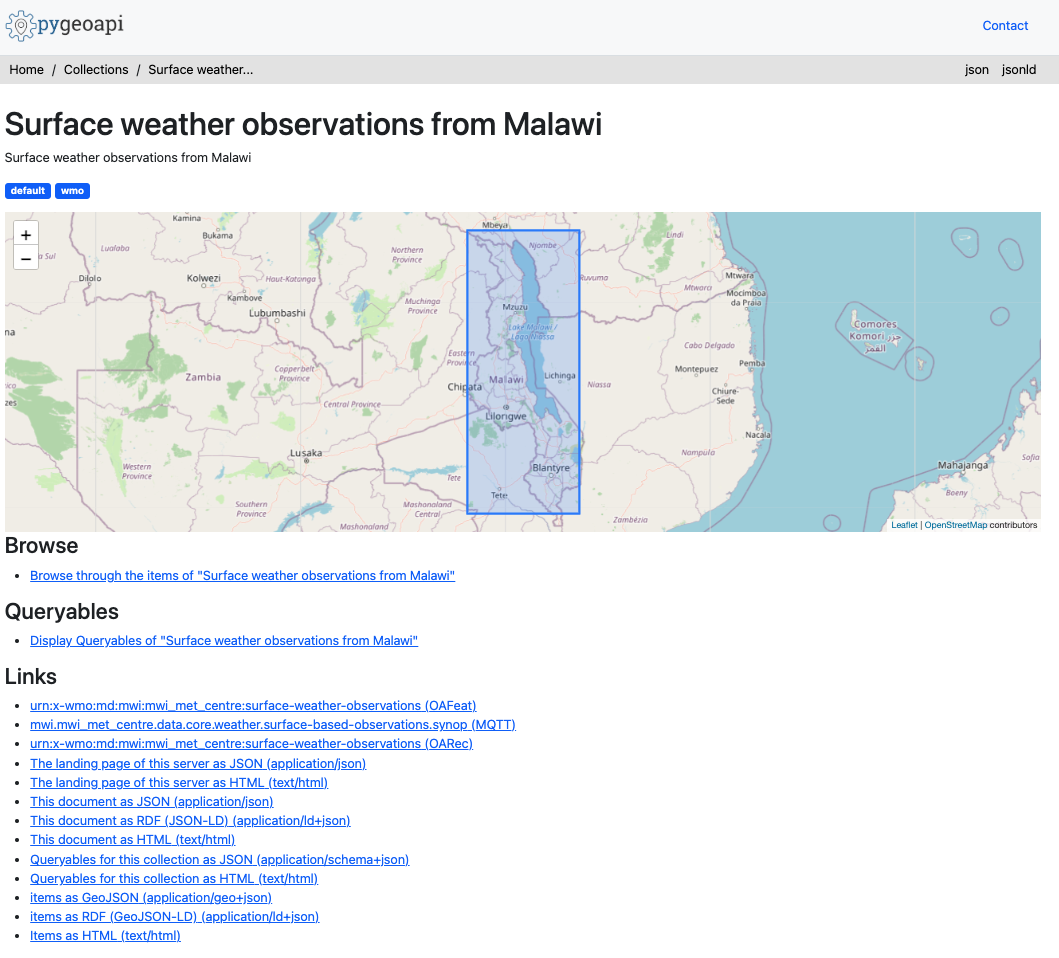 pygeoapi
Contact
Home / Collections / Surface weather...
json jsonld
Surface weather observations from Malawi
Surface weather observations from Malawi
default wmo
+
−
Kamina
Bukama
Lualaba
Dilolo
Kolwezi
Haut-Katanga
Kambove
Lubumbashi
Northern
Province
Muchinga
Province
Mbeya
Njombe
Lindi
Ruvuma
Mtwara
Mtwara
Mocimboa
da Praia
Mzuzu
Lake Malawi /
Lago Niassa
Comores
Komori جزر
القمر
Cabo Delgado
Eastern
Province
Zambia
Copperbelt
Province
Chipata
Malawi
Lichinga
Niassa
Montepuez
Pemba
Chiure-
Sede
Central Province
Lilongwe
Nacala
Lusaka
Western
Province
Tete
Blantyre
Nampula
Mahajanga
Sofia
Boeny
Tete
Southern
Province
Mashonaland
Central
Mashonaland
Zambézia
Leaflet | OpenStreetMap contributors
Browse
• Browse through the items of "Surface weather observations from Malawi"
Queryables
• Display Queryables of "Surface weather observations from Malawi"
Links
• urn:x-wmo:md:mwi:mwi_met_centre:surface-weather-observations (OAFeat)
• mwi.mwi_met_centre.data.core.weather.surface-based-observations.synop (MQTT)
• urn:x-wmo:md:mwi:mwi_met_centre:surface-weather-observations (OARec)
• The landing page of this server as JSON (application/json)
• The landing page of this server as HTML (text/html)
• This document as JSON (application/json)
• This document as RDF (JSON-LD) (application/ld+json)
• This document as HTML (text/html)
• Queryables for this collection as JSON (application/schema+json)
• Queryables for this collection as HTML (text/html)
• items as GeoJSON (application/geo+json)
• items as RDF (GeoJSON-LD) (application/ld+json)
• Items as HTML (text/html)